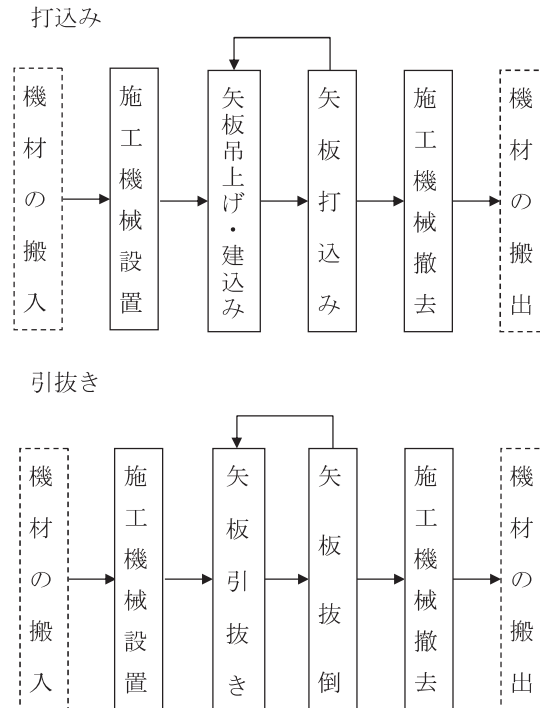 打込み
機材の搬入
施工機械設置
矢板吊上げ・建込み
矢板打込み
施工機械撤去
機材の搬出
引抜き
機材の搬入
施工機械設置
矢板引抜き
矢板抜倒
施工機械撤去
機材の搬出